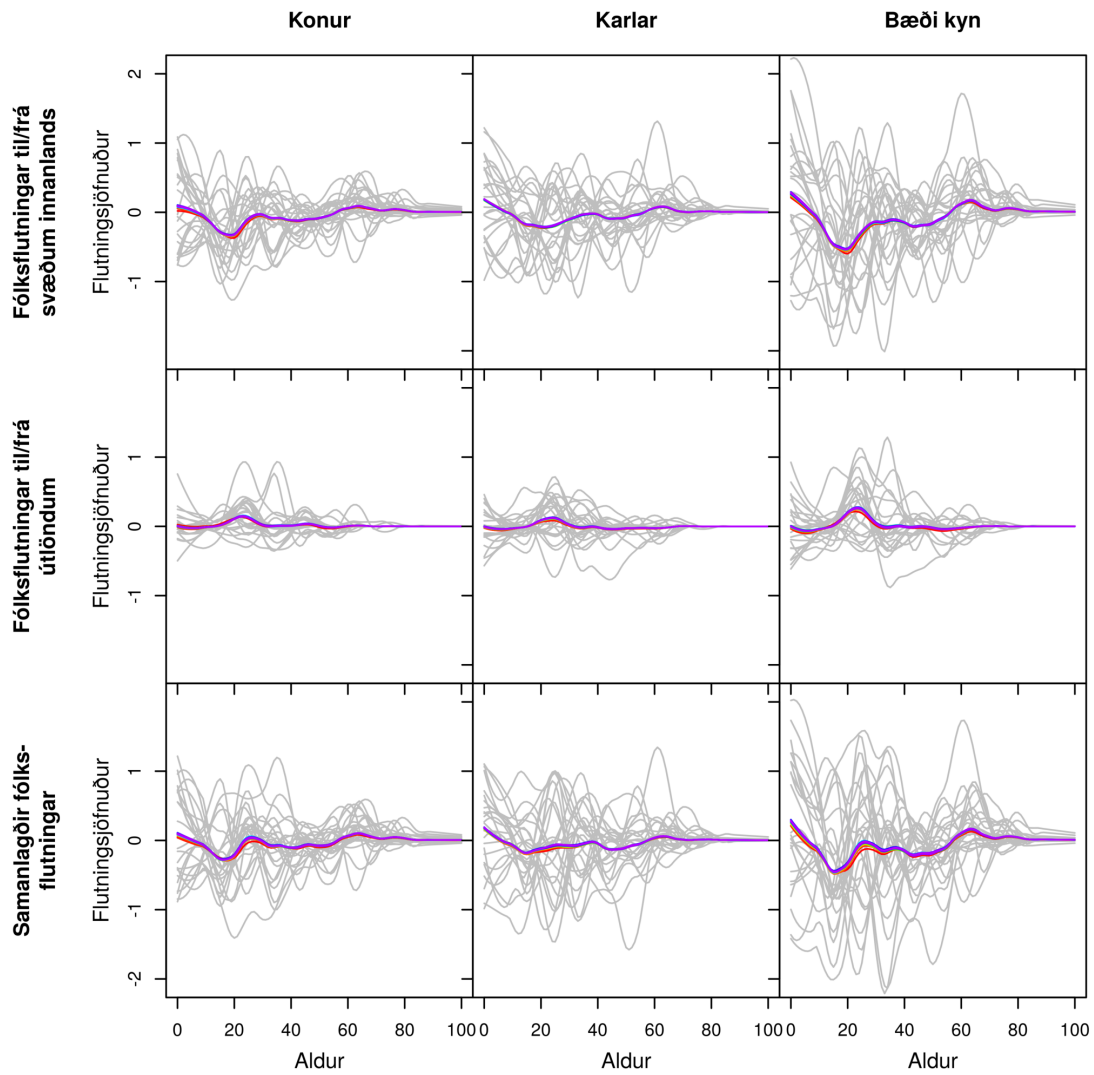 Konur Karlar Bæði kyn
Fólksflutningar til/frá
svæðum innanlands
Flutningsjöfnuður
2
1
0
-1
Fólksflutningar til/frá
útlöndum
Flutningsjöfnuður
1
0
-1
Samanlagðir fólks-
flutningar
Flutningsjöfnuður
1
0
-1
-2
0 20 40 60 80 100 0 20 40 60 80 100 0 20 40 60 80 100
Aldur Aldur Aldur